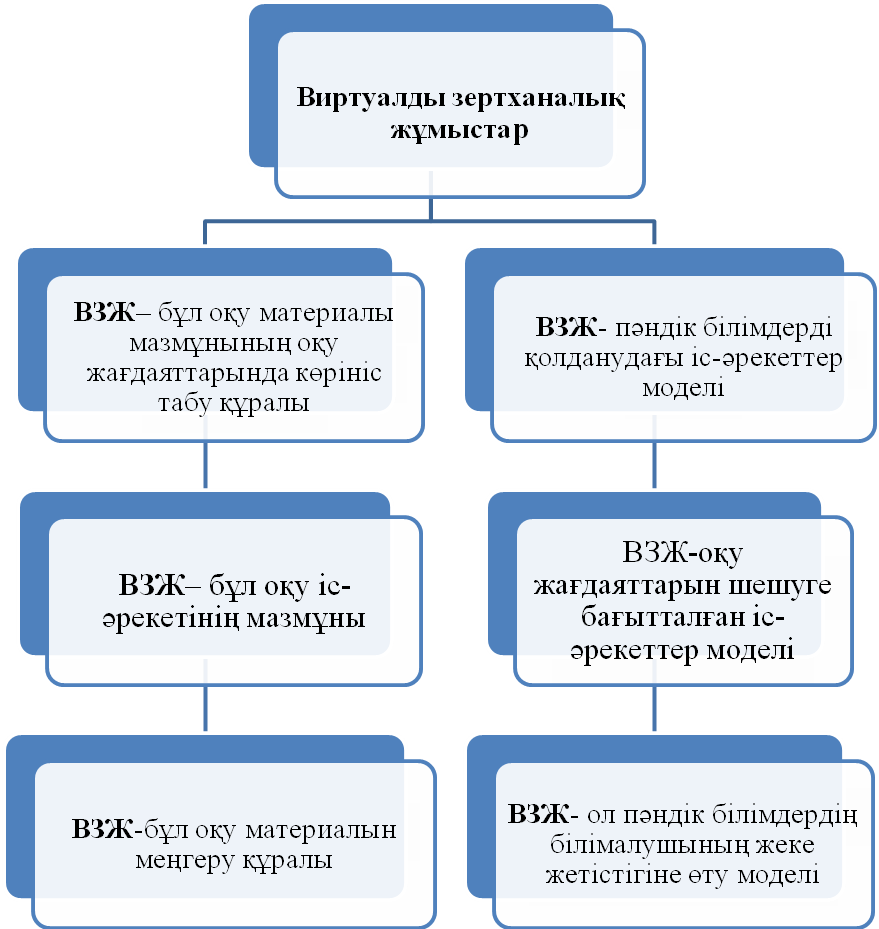 Виртуалды зертханалық
жұмыстар
ВЗЖ– бұл оқу материалы
мазмұнының оқу
жағдаяттарында көрініс
табу құралы
ВЗЖ- пәндік білімдерді
қолданудағы іс-әрекеттер
моделі
ВЗЖ– бұл оқу іс-
әрекетінің мазмұны
ВЗЖ-оқу
жағдаяттарын шешуге
бағытталған іс-
әрекеттер моделі
ВЗЖ-бұл оқу материалын
меңгеру құралы
ВЗЖ- ол пәндік білімдердің
білімалушының жеке
жетістігіне өту моделі